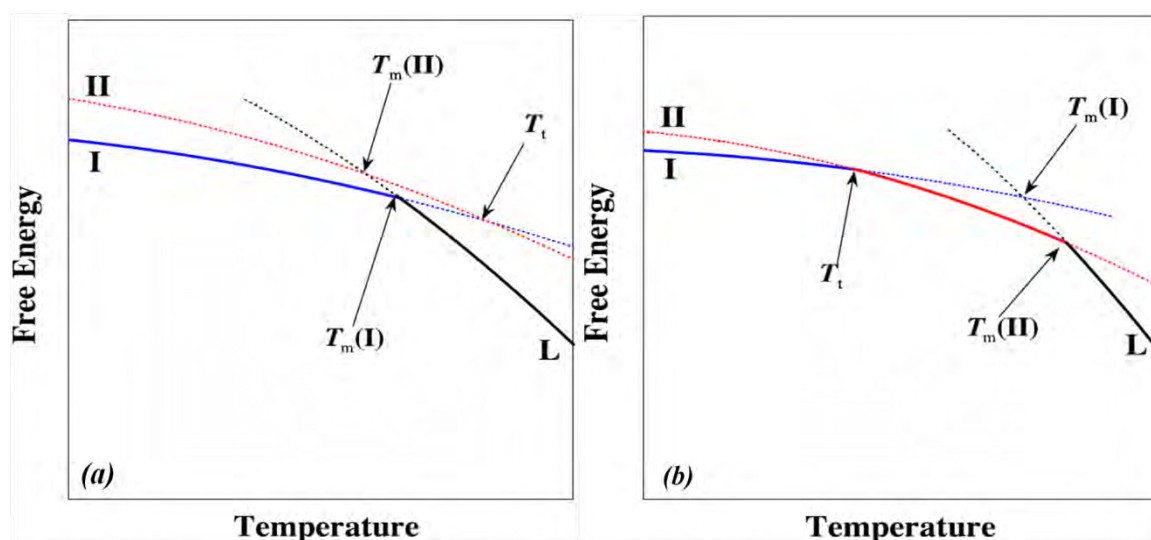 II
I
T_m(II)
T_t
T_m(I)
L
Free Energy
(a)
Temperature
II
I
T_m(I)
T_t
T_m(II)
L
Free Energy
(b)
Temperature